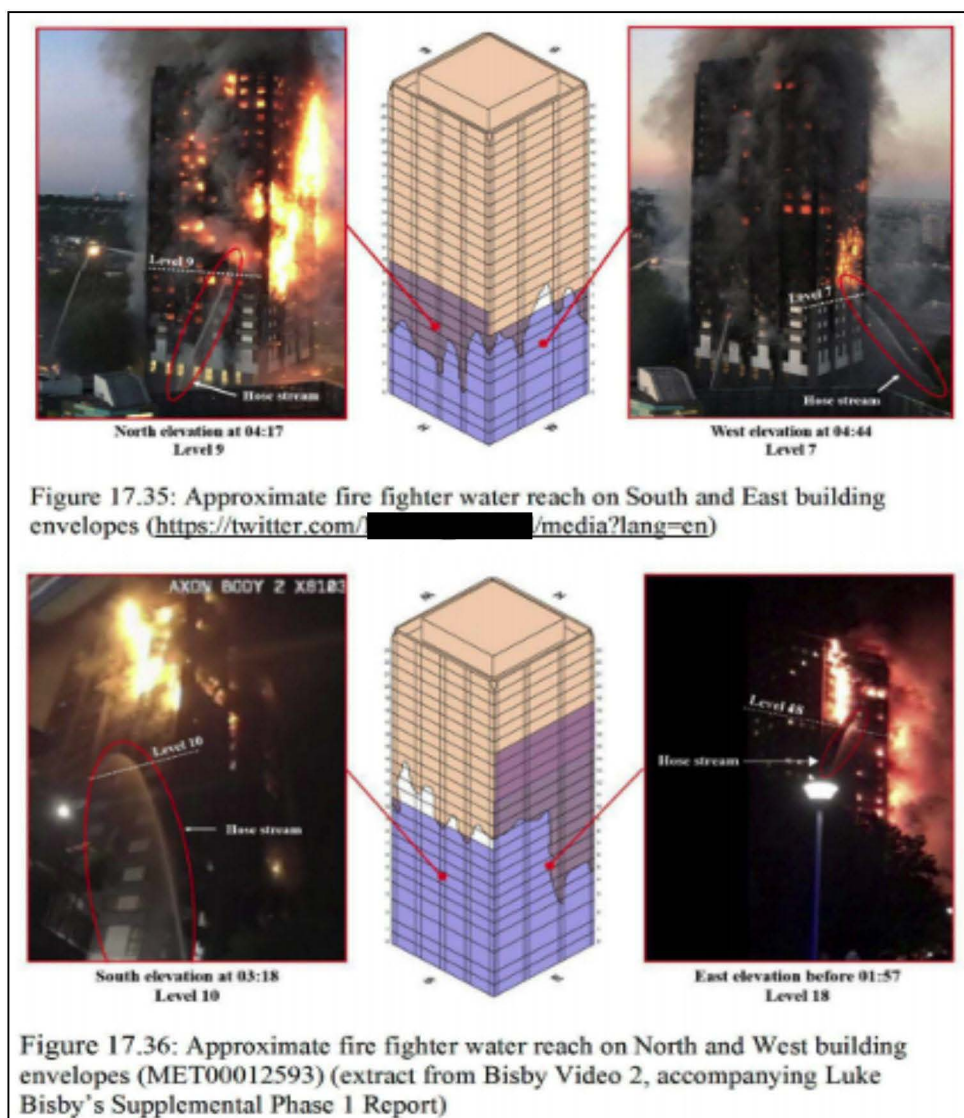 Level 9
Hose stream
North elevation at 04:17
Level 9
Level 7
Hose stream
West elevation at 04:44
Level 7
Figure 17.35: Approximate fire fighter water reach on South and East building
envelopes (https://twitter.com/ /media?lang=en)
AXON BODY 2 X8103
Level 10
Hose stream
South elevation at 03:18
Level 10
Level
Hose stream
East elevation before 01:57
Level 18
Figure 17.36: Approximate fire fighter water reach on North and West building
envelopes (MET00012593) (extract from Bisby Video 2, accompanying Luke
Bisby's Supplemental Phase 1 Report)